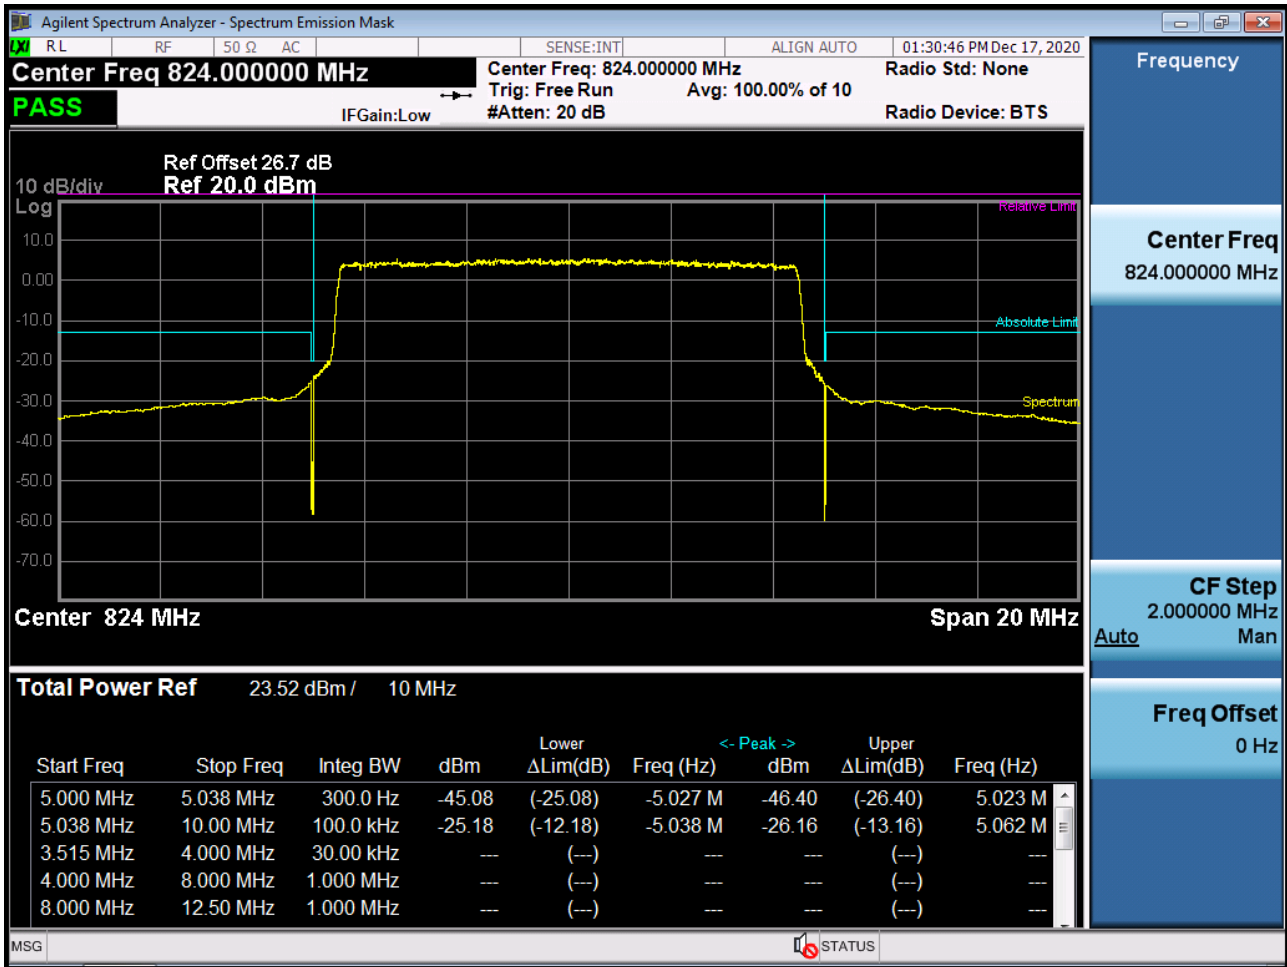 Agilent Spectrum Analyzer - Spectrum Emission Mask
LXI RL RF 50 Ω AC SENSE:INT ALIGN AUTO 01:30:46 PM Dec 17, 2020
Center Freq 824.000000 MHz
Center Freq: 824.000000 MHz
Radio Std: None
Trig: Free Run Avg: 100.00% of 10
PASS
IFGain:Low
#Atten: 20 dB
Radio Device: BTS
Ref Offset 26.7 dB
10 dB/div Ref 20.0 dBm
Log
Relative Limit
10.0
0.00
-10.0
Absolute Limit
-20.0
-30.0
Spectrum
-40.0
-50.0
-60.0
-70.0
Center 824 MHz Span 20 MHz
Total Power Ref 23.52 dBm / 10 MHz
Lower <- Peak -> Upper
Start Freq Stop Freq Integ BW dBm ΔLim(dB) Freq (Hz) dBm ΔLim(dB) Freq (Hz)
5.000 MHz 5.038 MHz 300.0 Hz -45.08 (-25.08) -5.027 M -46.40 (-26.40) 5.023 M
5.038 MHz 10.00 MHz 100.0 kHz -25.18 (-12.18) -5.038 M -26.16 (-13.16) 5.062 M
3.515 MHz 4.000 MHz 30.00 kHz --- (---) --- --- (---) ---
4.000 MHz 8.000 MHz 1.000 MHz --- (---) --- --- (---) ---
8.000 MHz 12.50 MHz 1.000 MHz --- (---) --- --- (---) ---
MSG STATUS
Frequency
Center Freq
824.000000 MHz
CF Step
2.000000 MHz
Auto Man
Freq Offset
0 Hz